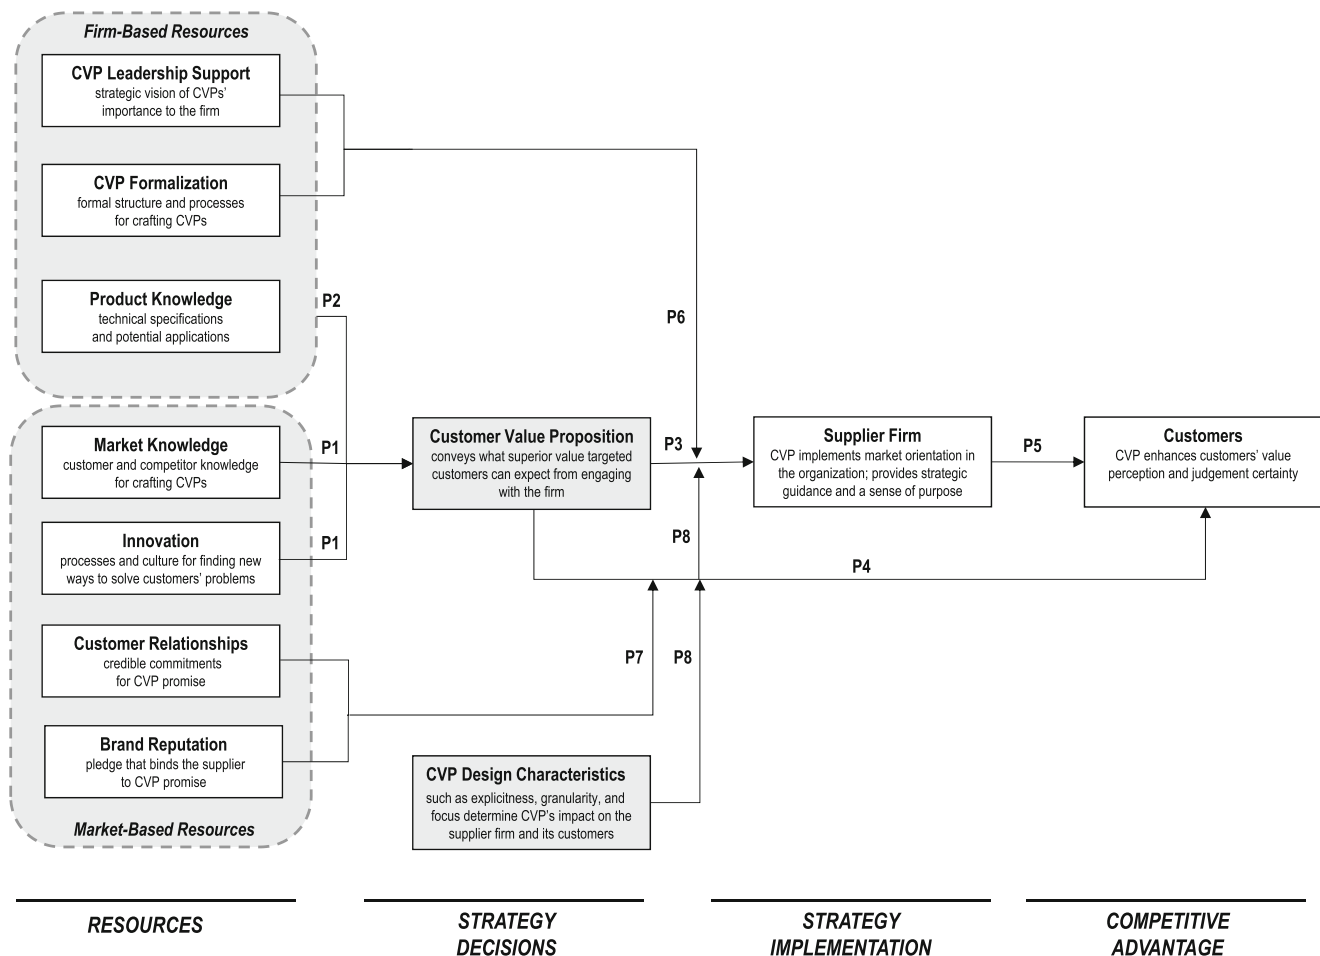 Firm-Based Resources
CVP Leadership Support
strategic vision of CVPs'
importance to the firm
CVP Formalization
formal structure and processes
for crafting CVPs
Product Knowledge
technical specifications
and potential applications
P2
P6
Market Knowledge
customer and competitor knowledge
for crafting CVPs
P1
Innovation
processes and culture for finding new
ways to solve customers' problems
P1
Customer Relationships
credible commitments
for CVP promise
Brand Reputation
pledge that binds the supplier
to CVP promise
Market-Based Resources
Customer Value Proposition
conveys what superior value targeted
customers can expect from engaging
with the firm
P3
Supplier Firm
CVP implements market orientation in
the organization; provides strategic
guidance and a sense of purpose
P5
Customers
CVP enhances customers' value
perception and judgement certainty
P8
P4
P7
P8
CVP Design Characteristics
such as explicitness, granularity, and
focus determine CVP's impact on the
supplier firm and its customers
RESOURCES
STRATEGY
DECISIONS
STRATEGY
IMPLEMENTATION
COMPETITIVE
ADVANTAGE